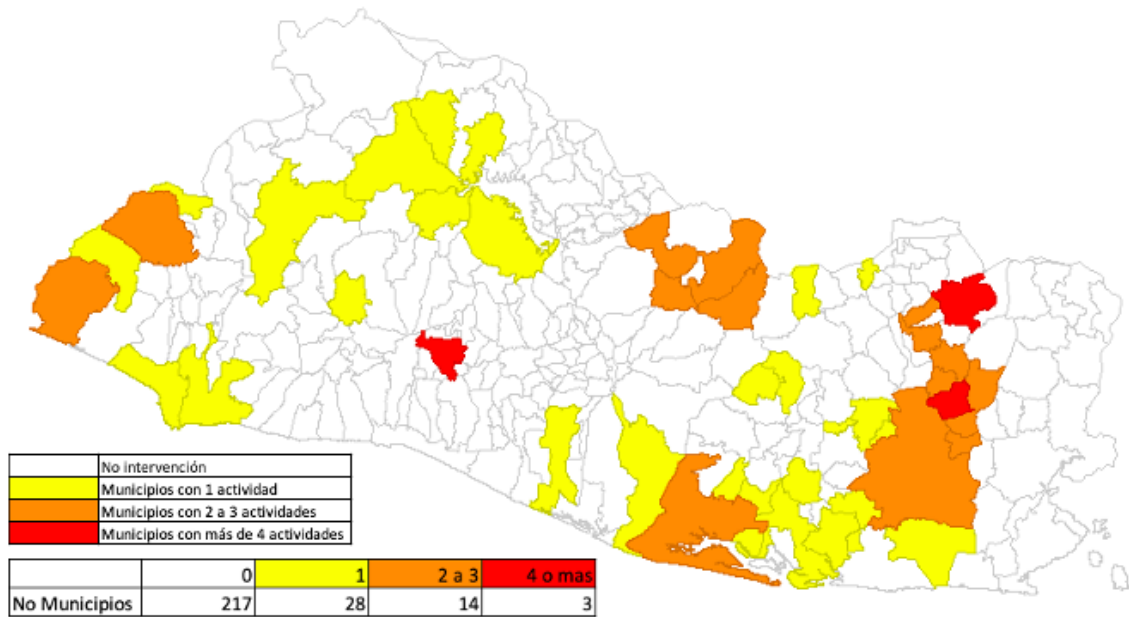 No intervención
Municipios con 1 actividad
Municipios con 2 a 3 actividades
Municipios con más de 4 actividades
0 1 2 a 3 4 o mas
No Municipios 217 28 14 3